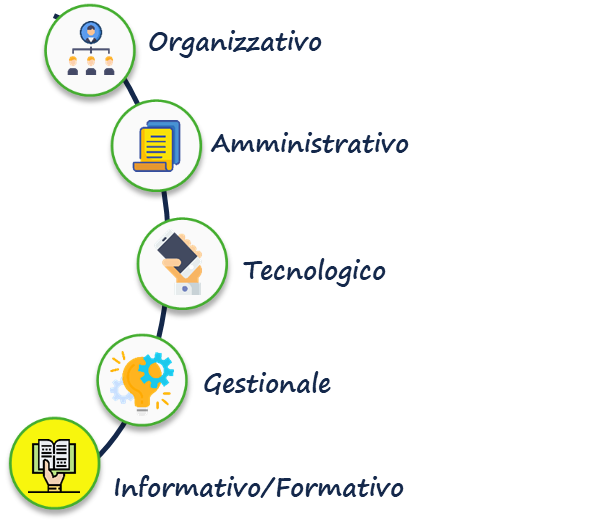 Organizzativo
Amministrativo
Tecnologico
Gestionale
Informativo/Formativo